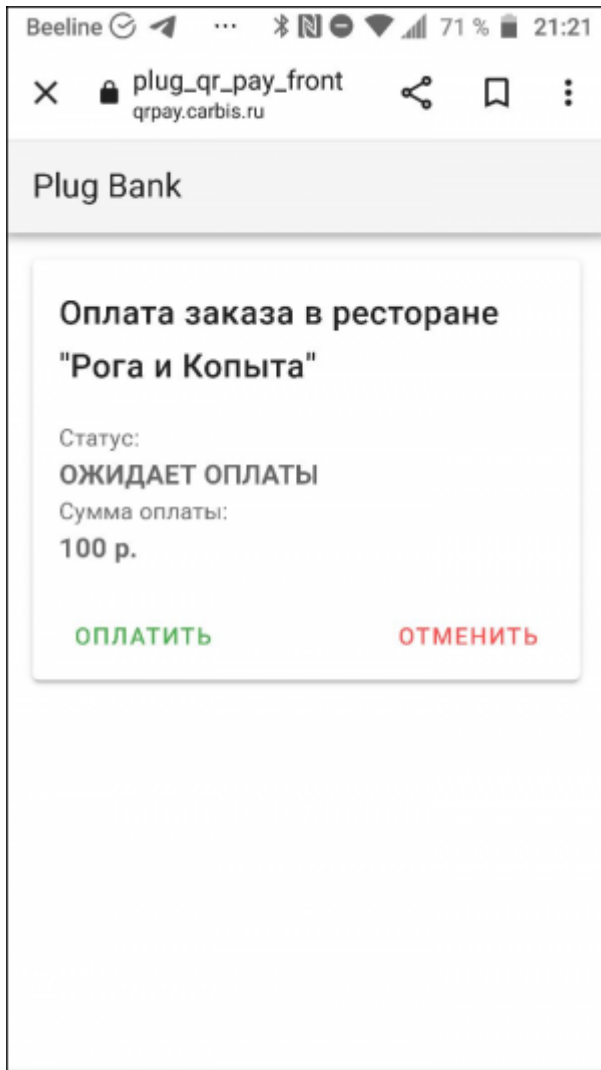 Beeline ... 71 % 21:21
plug_qr_pay_front
qrpay.carbis.ru
Plug Bank
Оплата заказа в ресторане
"Рога и Копыта"
Статус:
ОЖИДАЕТ ОПЛАТЫ
Сумма оплаты:
100 р.
ОПЛАТИТЬ ОТМЕНИТЬ